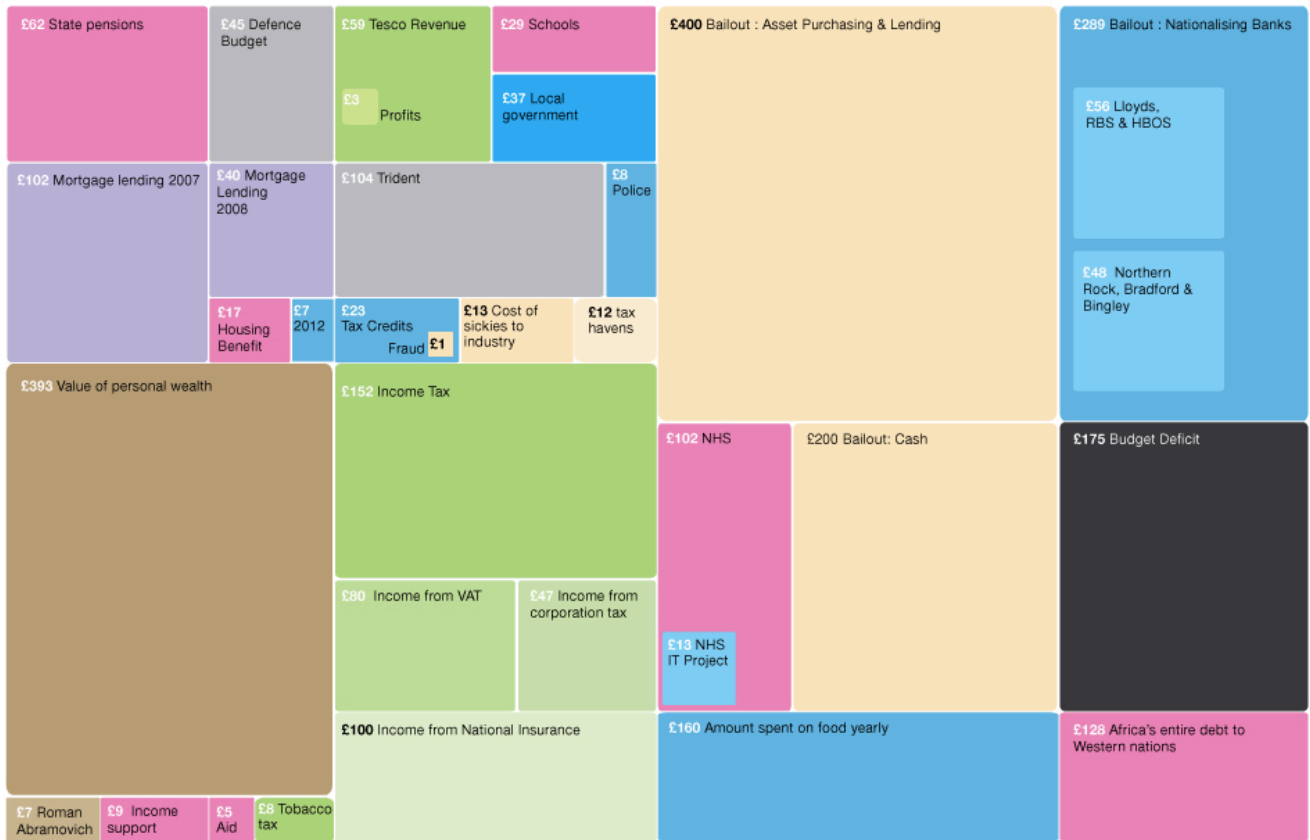 £62 State pensions
£45 Defence
Budget
£59 Tesco Revenue
£3
Profits
£29 Schools
£37 Local
government
£400 Bailout : Asset Purchasing & Lending
£289 Bailout : Nationalising Banks
£56 Lloyds,
RBS & HBOS
£48 Northern
Rock, Bradford &
Bingley
£102 Mortgage lending 2007
£40 Mortgage
Lending
2008
£104 Trident
£8
Police
£17
Housing
Benefit
£7
2012
£23
Tax Credits
Fraud £1
£13 Cost of
sickies to
industry
£12 tax
havens
£393 Value of personal wealth
£152 Income Tax
£102 NHS
£13 NHS
IT Project
£200 Bailout: Cash
£175 Budget Deficit
£80 Income from VAT
£47 Income from
corporation tax
£100 Income from National Insurance
£160 Amount spent on food yearly
£128 Africa's entire debt to
Western nations
£7 Roman
Abramovich
£9 Income
support
£5
Aid
£8 Tobacco
tax